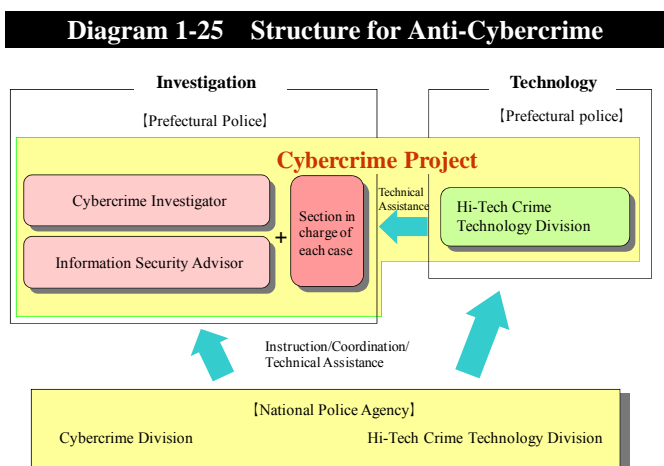 Diagram 1-25 Structure for Anti-Cybercrime
Investigation
Technology
【Prefectural Police】
【Prefectural police】
Cybercrime Project
Cybercrime Investigator
Information Security Advisor
+
Section in
charge of
each case
Technical
Assistance
Hi-Tech Crime
Technology Division
Instruction/Coordination/
Technical Assistance
【National Police Agency】
Cybercrime Division
Hi-Tech Crime Technology Division